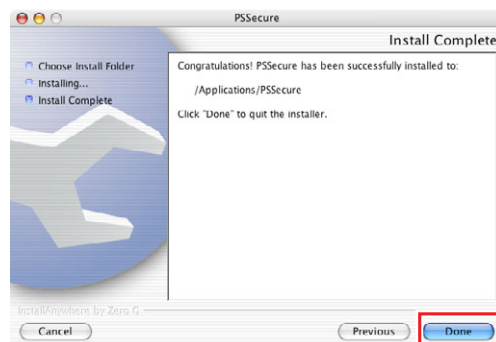 PSSecure
Install Complete
Choose Install Folder
Installing...
Install Complete
Congratulations! PSSecure has been successfully installed to:
/Applications/PSSecure
Click "Done" to quit the installer.
InstallAnywhere by Zero G
Cancel
Previous
Done